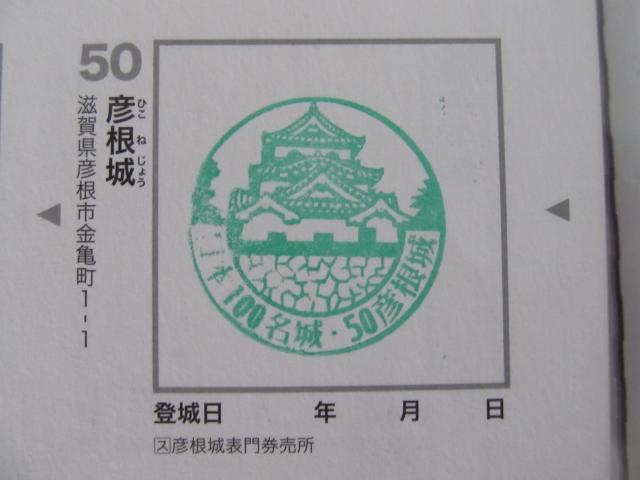 50
彦根城
ひこねじょう
滋賀県彦根市金亀町1-1
日本100名城・50彦根城
登城日 年 月 日
ス彦根城表門券売所